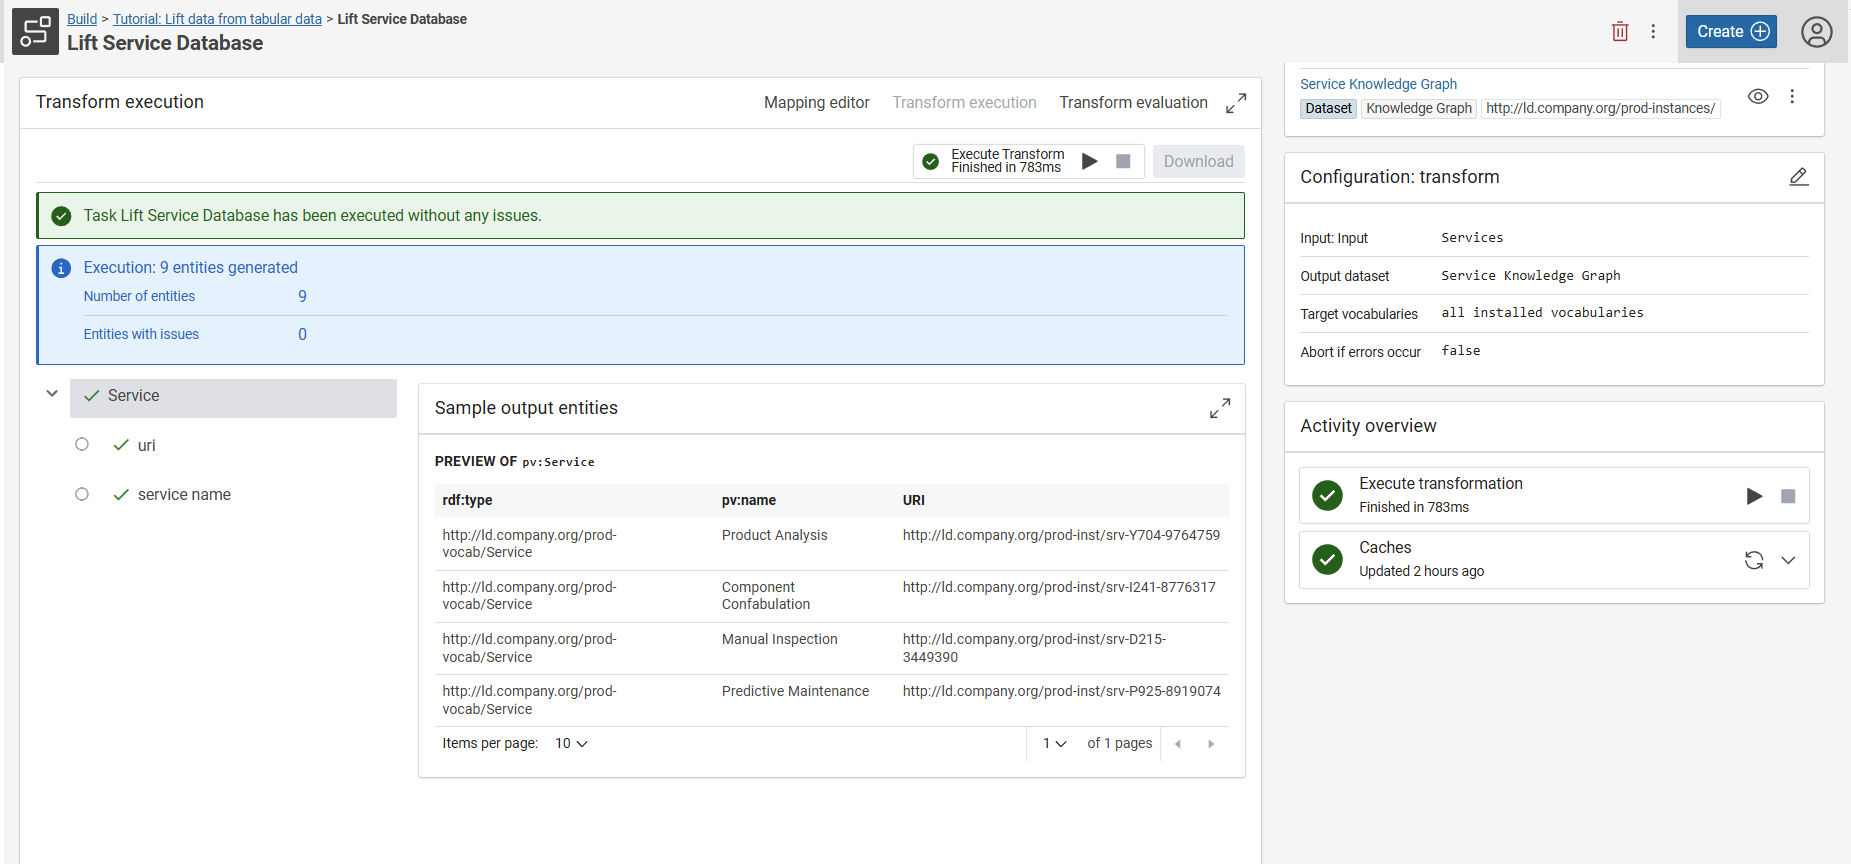 Build > Tutorial: Lift data from tabular data > Lift Service Database
Lift Service Database
Create
Transform execution
Mapping editor
Transform execution
Transform evaluation
Execute Transform
Finished in 783ms
Download
Task Lift Service Database has been executed without any issues.
Execution: 9 entities generated
Number of entities 9
Entities with issues 0
Service
uri
service name
Sample output entities
PREVIEW OF pv:Service
rdf:type pv:name URI
http://ld.company.org/prod-
vocab/Service
Product Analysis
http://ld.company.org/prod-inst/srv-Y704-9764759
http://ld.company.org/prod-
vocab/Service
Component
Confabulation
http://ld.company.org/prod-inst/srv-I241-8776317
http://ld.company.org/prod-
vocab/Service
Manual Inspection
http://ld.company.org/prod-inst/srv-D215-
3449390
http://ld.company.org/prod-
vocab/Service
Predictive Maintenance
http://ld.company.org/prod-inst/srv-P925-8919074
Items per page: 10
1 of 1 pages
Service Knowledge Graph
Dataset Knowledge Graph http://ld.company.org/prod-instances/
Configuration: transform
Input: Input Services
Output dataset Service Knowledge Graph
Target vocabularies all installed vocabularies
Abort if errors occur false
Activity overview
Execute transformation
Finished in 783ms
Caches
Updated 2 hours ago